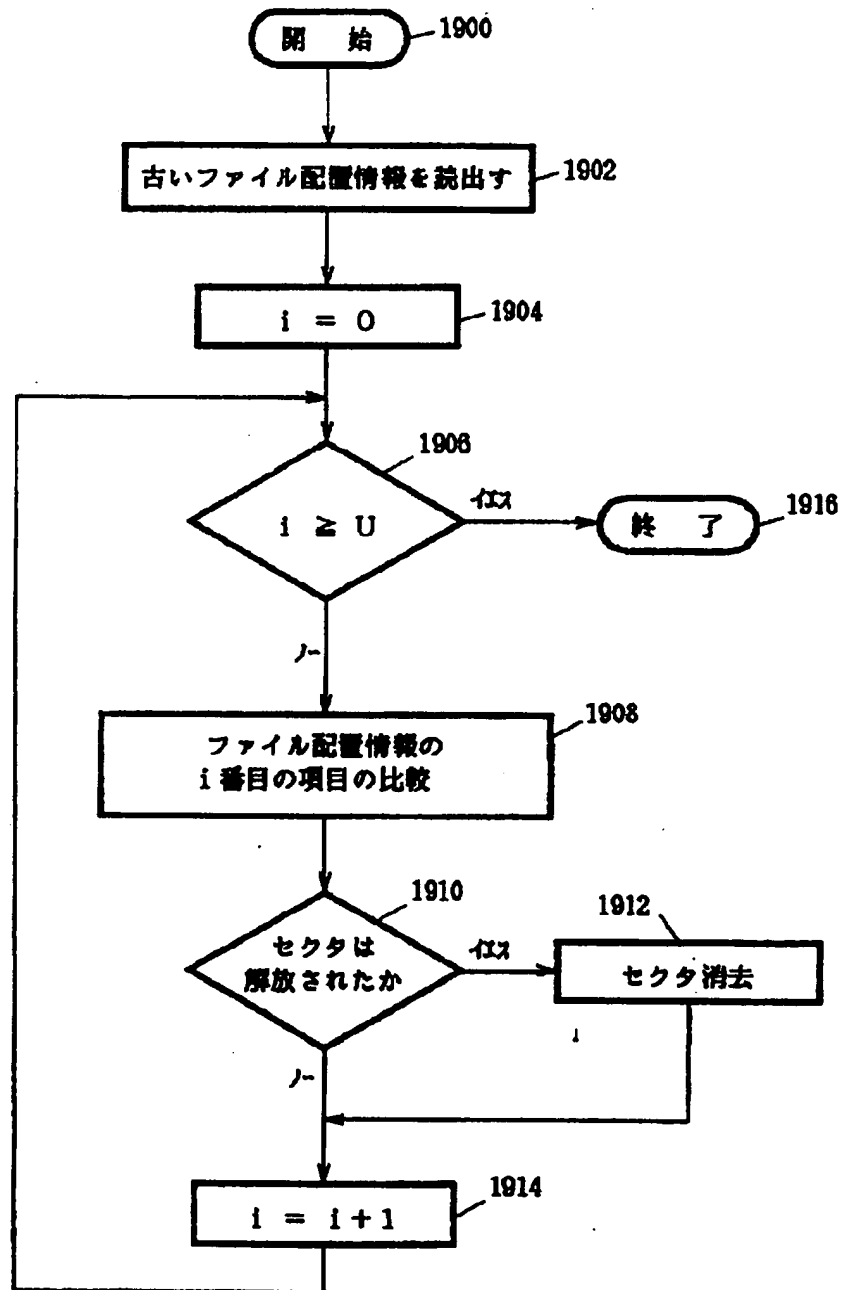 開 始
1900
古いファイル配置情報を読出す
1902
i = 0
1904
1906
i ≧ U
イエス
終 了
1916
ノー
1908
ファイル配置情報の
i番目の項目の比較
1910
セクタは
解放されたか
イエス
1912
セクタ消去
ノー
1914
i = i+1